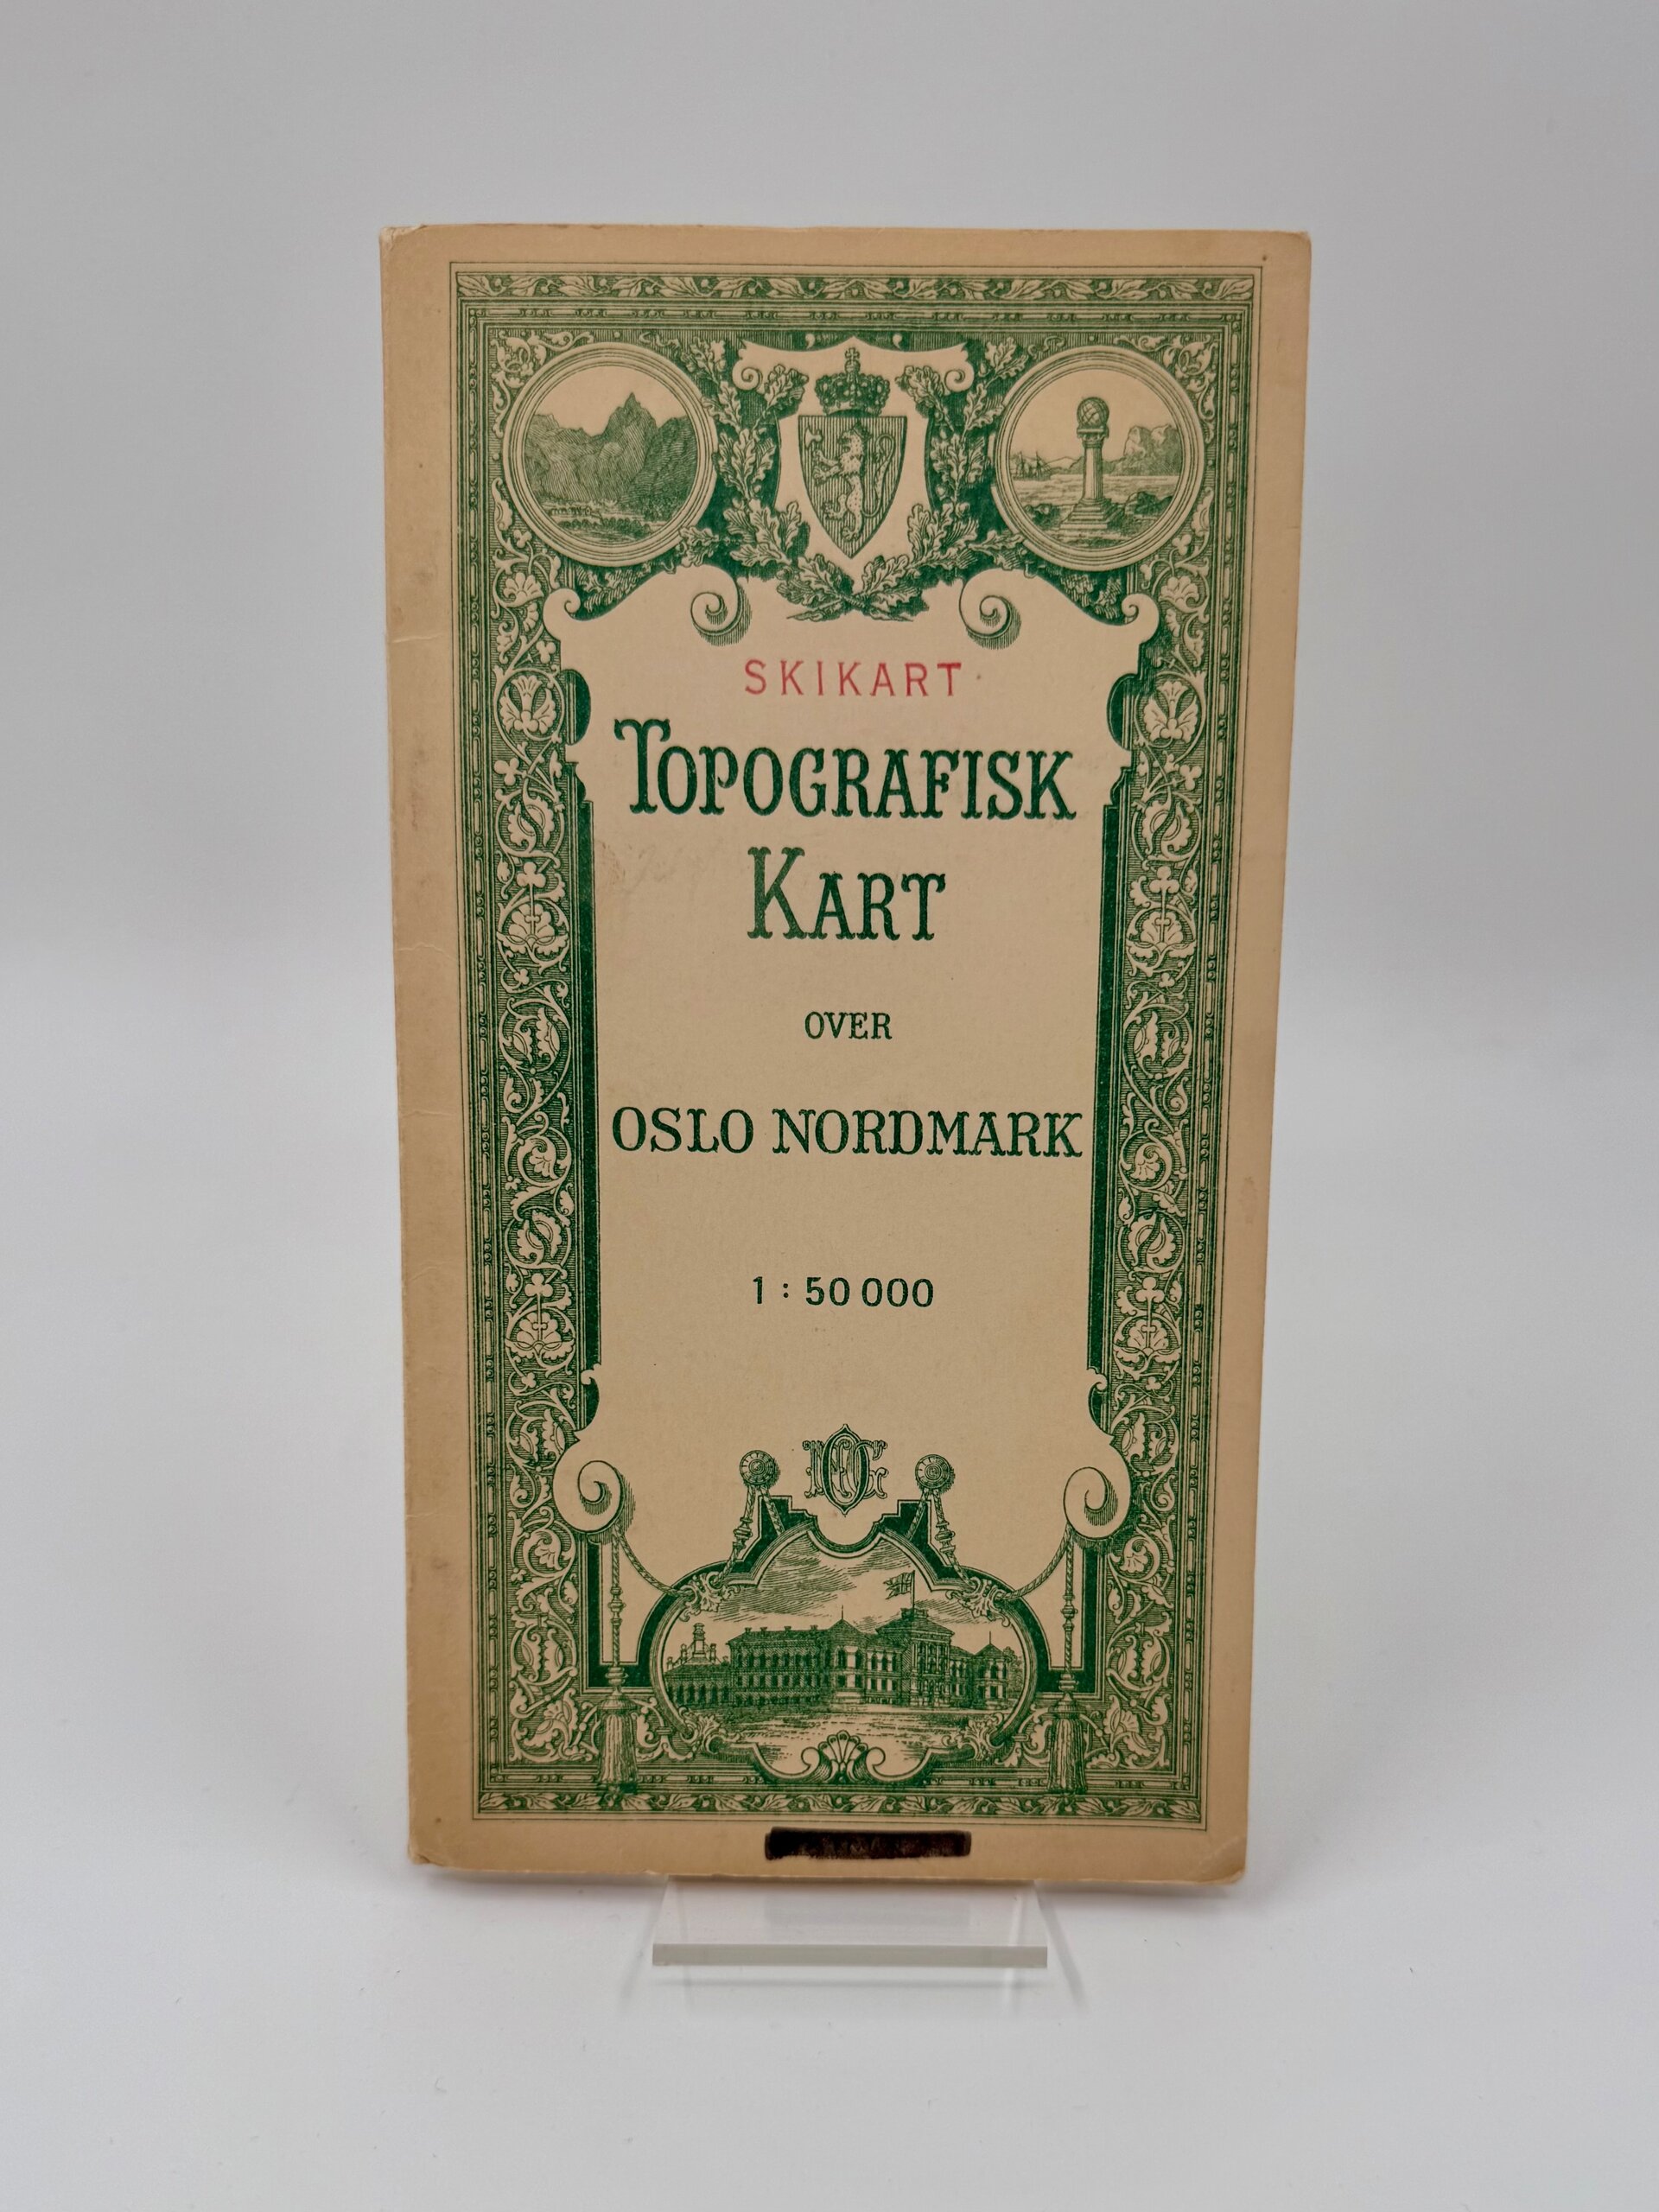 SKIKART
TOPOGRAFISK
KART
OVER
OSLO NORDMARK
1 : 50 000